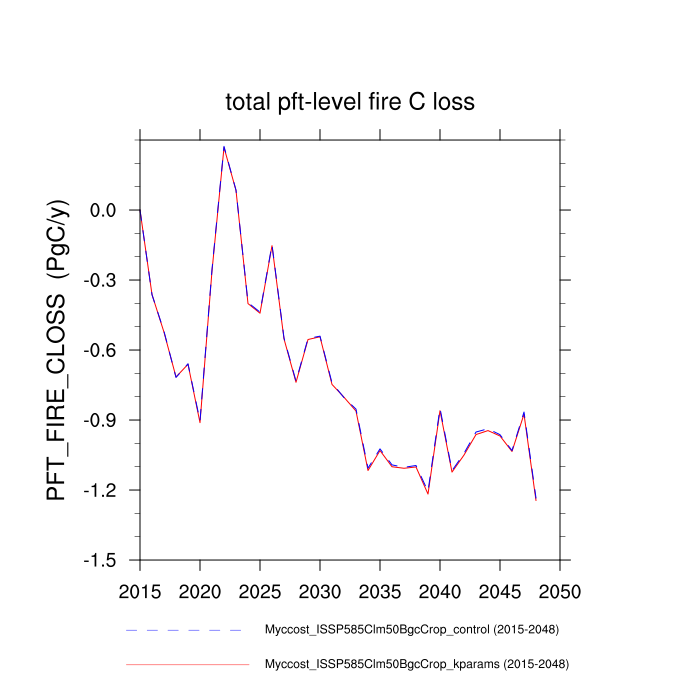 total pft-level fire C loss
PFT_FIRE_CLOSS (PgC/y)
0.0
-0.3
-0.6
-0.9
-1.2
-1.5
2015 2020 2025 2030 2035 2040 2045 2050
Myccost_ISSP585Clm50BgcCrop_control (2015-2048)
Myccost_ISSP585Clm50BgcCrop_kparams (2015-2048)